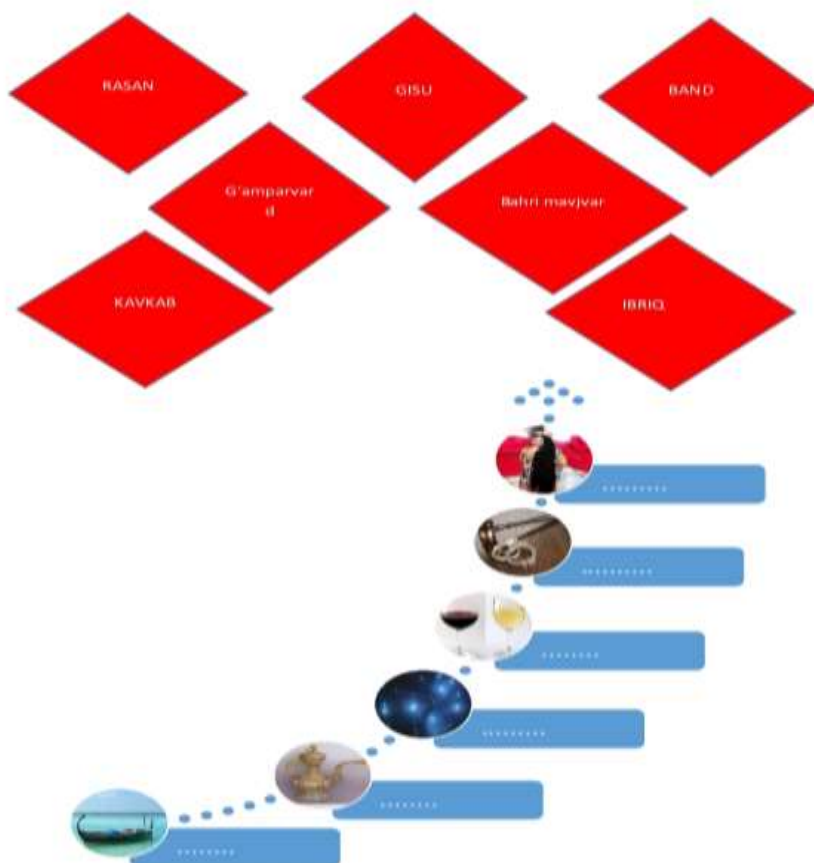 RASAN
GISU
BAND
G'amparvar
d
Bahri mavjvar
KAVKAB
IBRIQ
.........
..........
........
.........
........
........